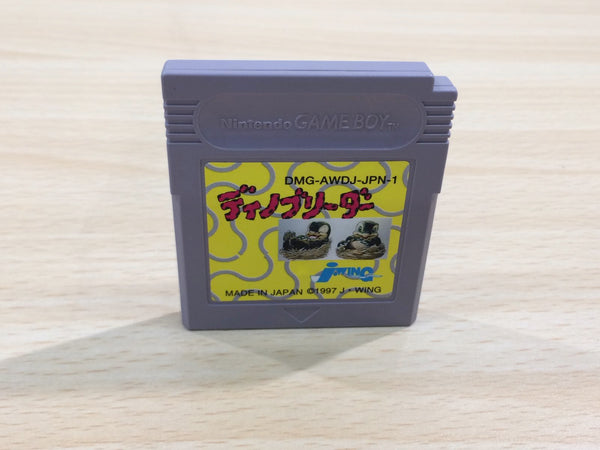 Nintendo GAME BOY TM
DMG-AWDJ-JPN-1
ディノブリーダー
J・WING
MADE IN JAPAN ©1997 J・WING